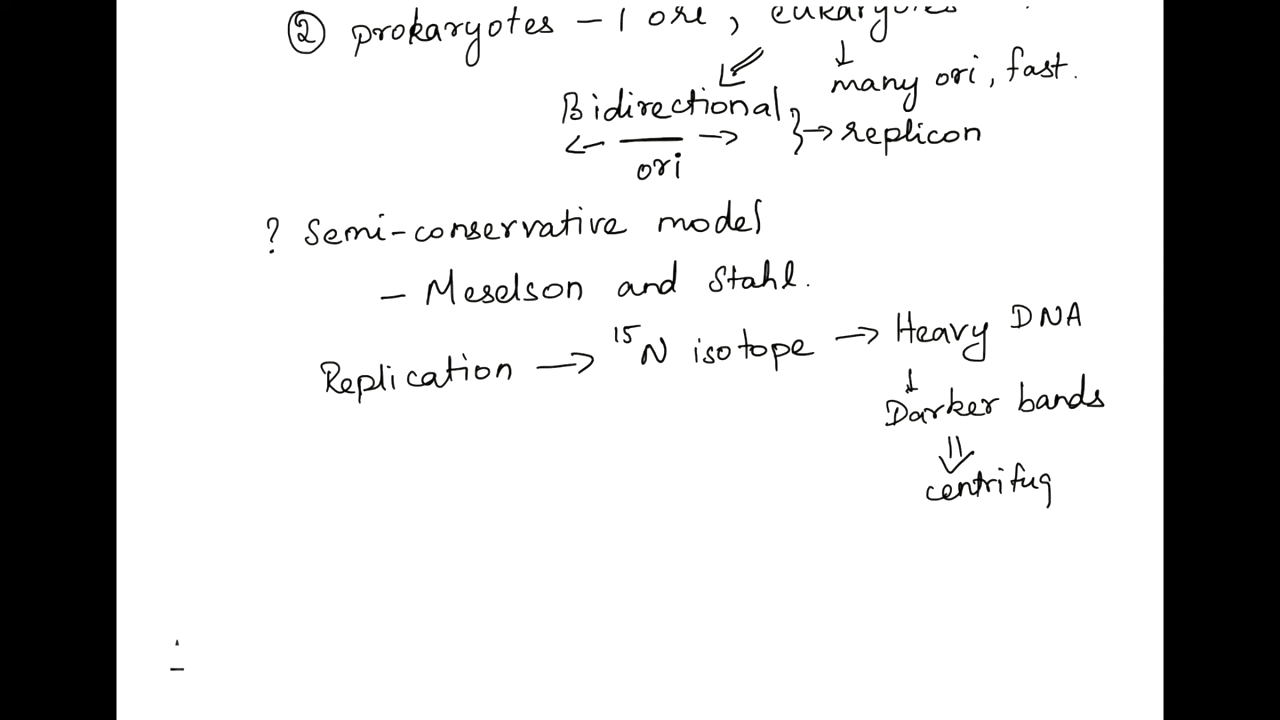 ② prokaryotes – 1 ori, eukaryotes
↓
many ori, fast.
Bidirectional } → replicon
← — →
ori
? Semi-conservative model
– Meselson and Stahl.
Replication → ¹⁵N isotope → Heavy DNA
↓
Darker bands
⇓
centrifug